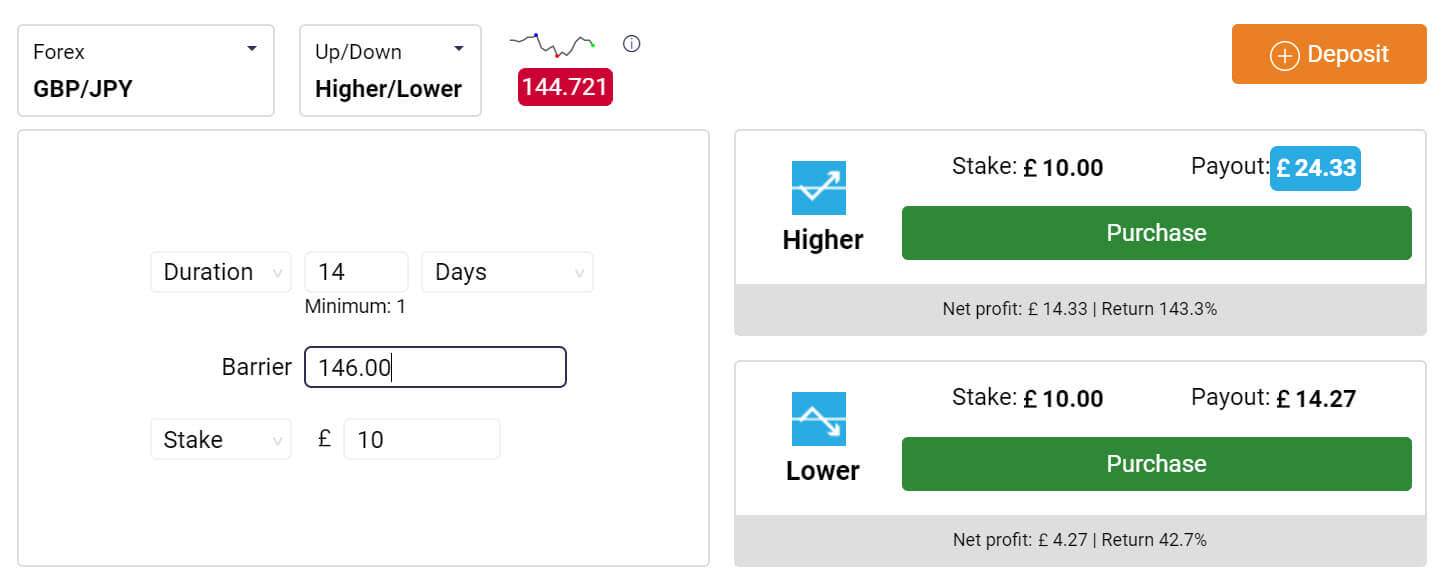 Forex
GBP/JPY
Up/Down
Higher/Lower
144.721
Deposit
Duration 14 Days
Minimum: 1
Barrier 146.00
Stake £ 10
Higher
Stake: £ 10.00 Payout: £ 24.33
Purchase
Net profit: £ 14.33 | Return 143.3%
Lower
Stake: £ 10.00 Payout: £ 14.27
Purchase
Net profit: £ 4.27 | Return 42.7%